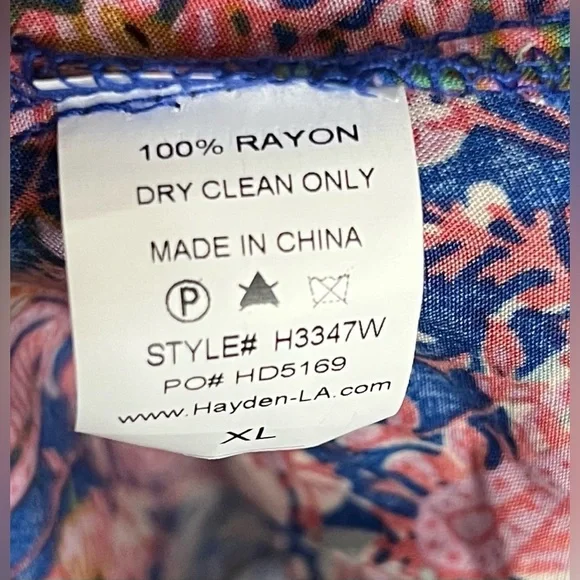 100% RAYON
DRY CLEAN ONLY
MADE IN CHINA
P
STYLE# H3347W
PO# HD5169
www.Hayden-LA.com
XL